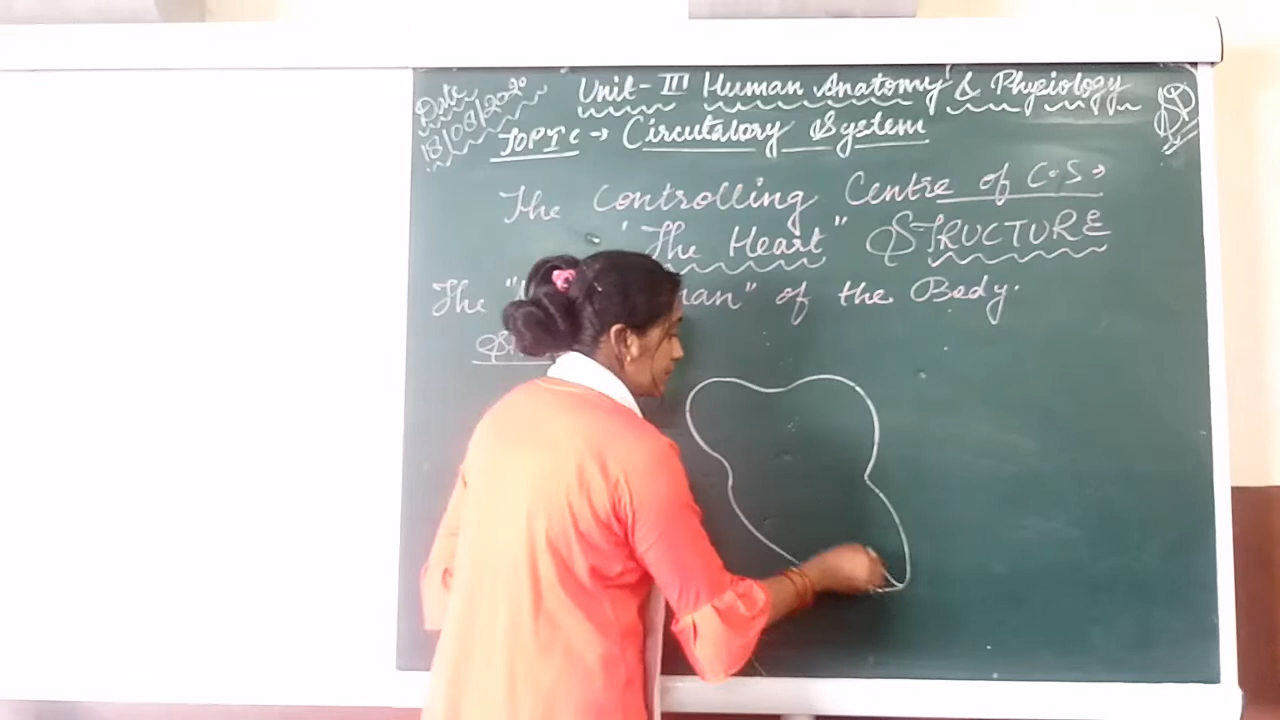 Date
18/08/2020
Unit-III Human Anatomy & Physiology
TOPIC → Circulatory System
The Controlling Centre of C.S→
"The Heart" STRUCTURE
The " man" of the Body.